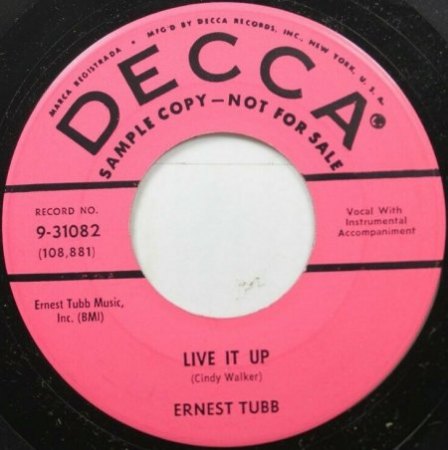 MARCA REGISTRADA • MF'G'D BY DECCA RECORDS, INC., NEW YORK, U.S.A.
DECCA®
SAMPLE COPY—NOT FOR SALE
RECORD NO.
9-31082
(108,881)
Vocal With
Instrumental
Accompaniment
Ernest Tubb Music,
Inc. (BMI)
LIVE IT UP
(Cindy Walker)
ERNEST TUBB